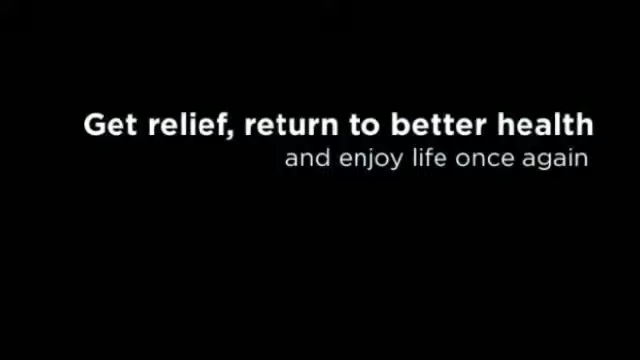 Get relief, return to better health
and enjoy life once again